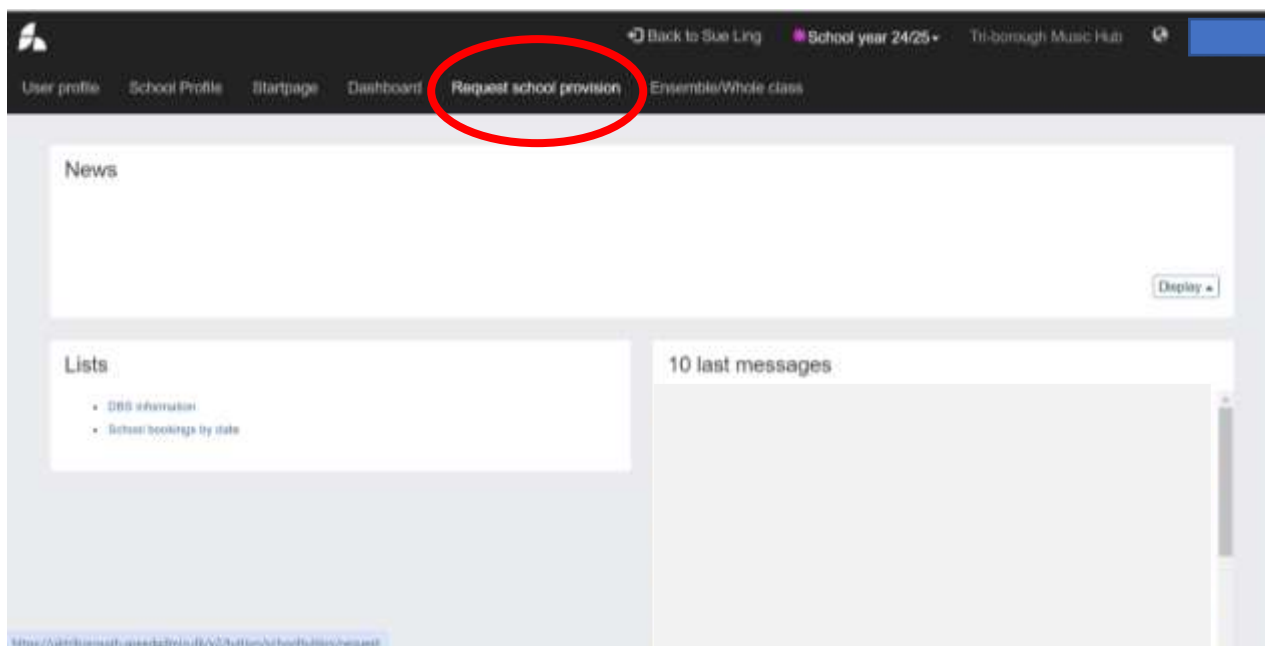 Back to Sue Ling School year 24/25 Tri-borough Music Hub
User profile School Profile Startpage Dashboard Request school provision Ensemble/Whole class
News
Display
Lists
10 last messages
DBS information
School bookings by date